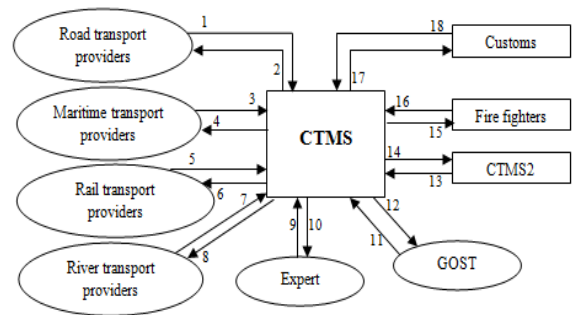 1
Road transport
providers
2
18
Customs
17
Maritime transport
providers
3
4
CTMS
16
Fire fighters
15
14
CTMS2
13
5
Rail transport
providers
6
7
River transport
providers
8
9
10
Expert
12
11
GOST